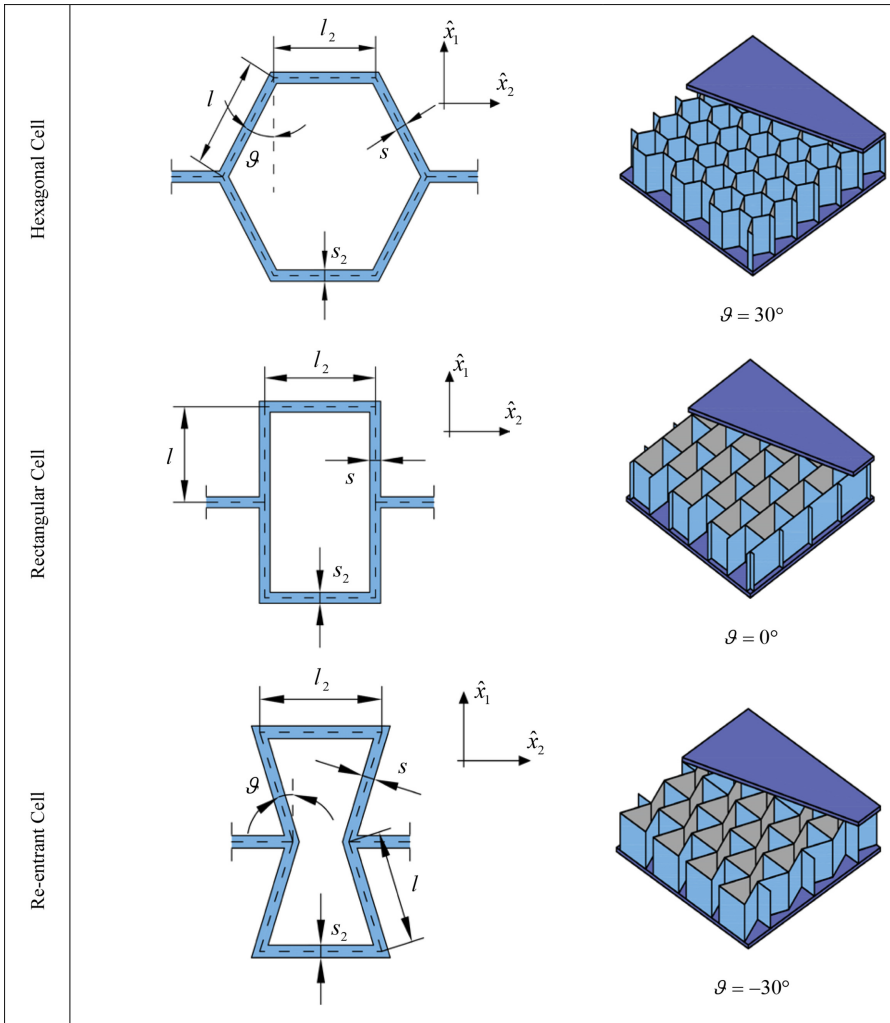 Hexagonal Cell
l₂
x̂₁
x̂₂
l
s
ϑ
s₂
ϑ = 30°
Rectangular Cell
l₂
x̂₁
x̂₂
l
s
s₂
ϑ = 0°
Re-entrant Cell
l₂
x̂₁
x̂₂
s
ϑ
l
s₂
ϑ = −30°